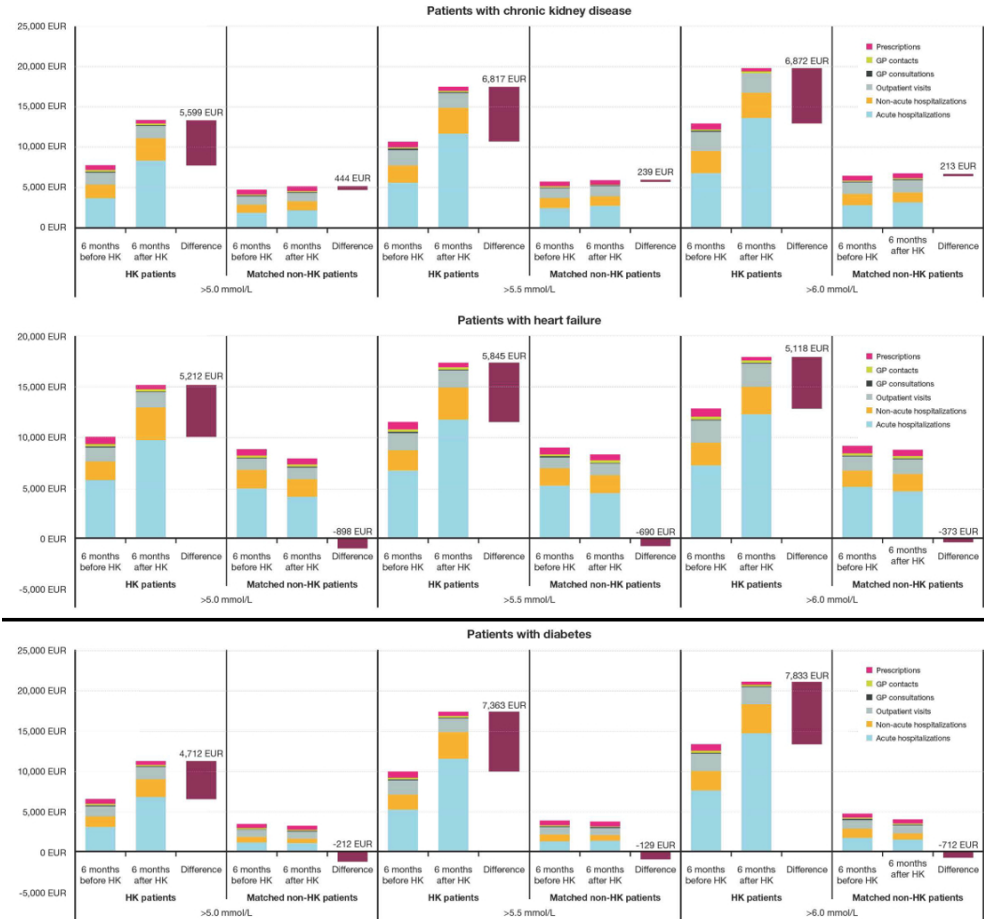 Patients with chronic kidney disease
25,000 EUR
20,000 EUR
15,000 EUR
10,000 EUR
5,000 EUR
0 EUR
5,599 EUR
444 EUR
6,817 EUR
239 EUR
6,872 EUR
213 EUR
Prescriptions
GP contacts
GP consultations
Outpatient visits
Non-acute hospitalizations
Acute hospitalizations
6 months before HK
6 months after HK
Difference
6 months before HK
6 months after HK
Difference
6 months before HK
6 months after HK
Difference
6 months before HK
6 months after HK
Difference
6 months before HK
6 months after HK
Difference
6 months before HK
6 months after HK
Difference
HK patients
Matched non-HK patients
HK patients
Matched non-HK patients
HK patients
Matched non-HK patients
>5.0 mmol/L
>5.5 mmol/L
>6.0 mmol/L
Patients with heart failure
20,000 EUR
15,000 EUR
10,000 EUR
5,000 EUR
0 EUR
-5,000 EUR
5,212 EUR
-898 EUR
5,845 EUR
-690 EUR
5,118 EUR
-373 EUR
Prescriptions
GP contacts
GP consultations
Outpatient visits
Non-acute hospitalizations
Acute hospitalizations
6 months before HK
6 months after HK
Difference
6 months before HK
6 months after HK
Difference
6 months before HK
6 months after HK
Difference
6 months before HK
6 months after HK
Difference
6 months before HK
6 months after HK
Difference
6 months before HK
6 months after HK
Difference
HK patients
Matched non-HK patients
HK patients
Matched non-HK patients
HK patients
Matched non-HK patients
>5.0 mmol/L
>5.5 mmol/L
>6.0 mmol/L
Patients with diabetes
25,000 EUR
20,000 EUR
15,000 EUR
10,000 EUR
5,000 EUR
0 EUR
-5,000 EUR
4,712 EUR
-212 EUR
7,363 EUR
-129 EUR
7,833 EUR
-712 EUR
Prescriptions
GP contacts
GP consultations
Outpatient visits
Non-acute hospitalizations
Acute hospitalizations
6 months before HK
6 months after HK
Difference
6 months before HK
6 months after HK
Difference
6 months before HK
6 months after HK
Difference
6 months before HK
6 months after HK
Difference
6 months before HK
6 months after HK
Difference
6 months before HK
6 months after HK
Difference
HK patients
Matched non-HK patients
HK patients
Matched non-HK patients
HK patients
Matched non-HK patients
>5.0 mmol/L
>5.5 mmol/L
>6.0 mmol/L